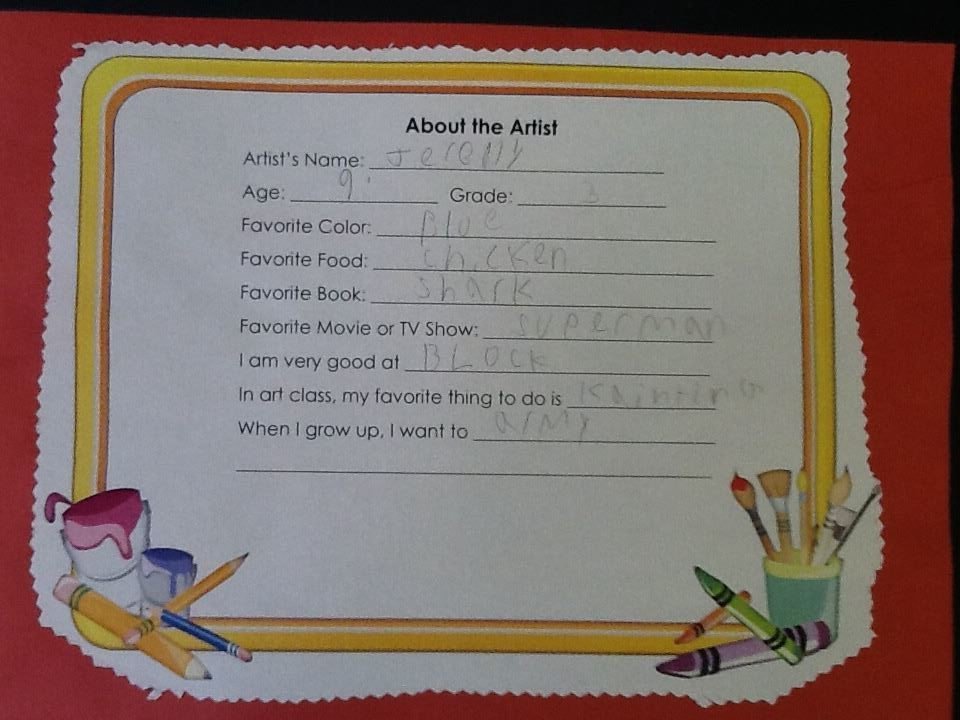 About the Artist
Artist's Name: Jeremy
Age: 9 Grade: 3
Favorite Color: Blue
Favorite Food: chicken
Favorite Book: shark
Favorite Movie or TV Show: superman
I am very good at BLOCK
In art class, my favorite thing to do is
When I grow up, I want to army